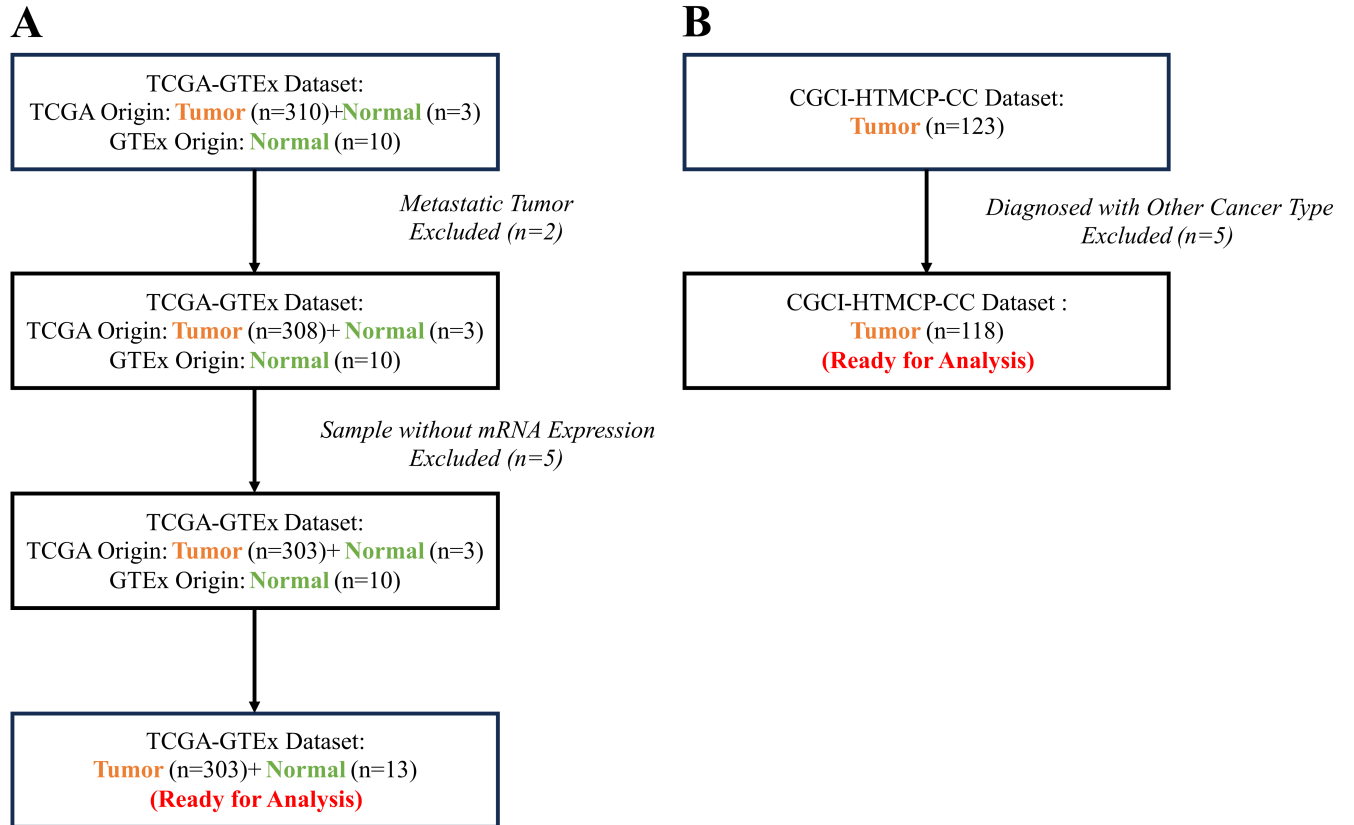 A
TCGA-GTEx Dataset:
TCGA Origin: Tumor (n=310)+Normal (n=3)
GTEx Origin: Normal (n=10)
Metastatic Tumor
Excluded (n=2)
TCGA-GTEx Dataset:
TCGA Origin: Tumor (n=308)+ Normal (n=3)
GTEx Origin: Normal (n=10)
Sample without mRNA Expression
Excluded (n=5)
TCGA-GTEx Dataset:
TCGA Origin: Tumor (n=303)+ Normal (n=3)
GTEx Origin: Normal (n=10)
TCGA-GTEx Dataset:
Tumor (n=303)+ Normal (n=13)
(Ready for Analysis)
B
CGCI-HTMCP-CC Dataset:
Tumor (n=123)
Diagnosed with Other Cancer Type
Excluded (n=5)
CGCI-HTMCP-CC Dataset :
Tumor (n=118)
(Ready for Analysis)